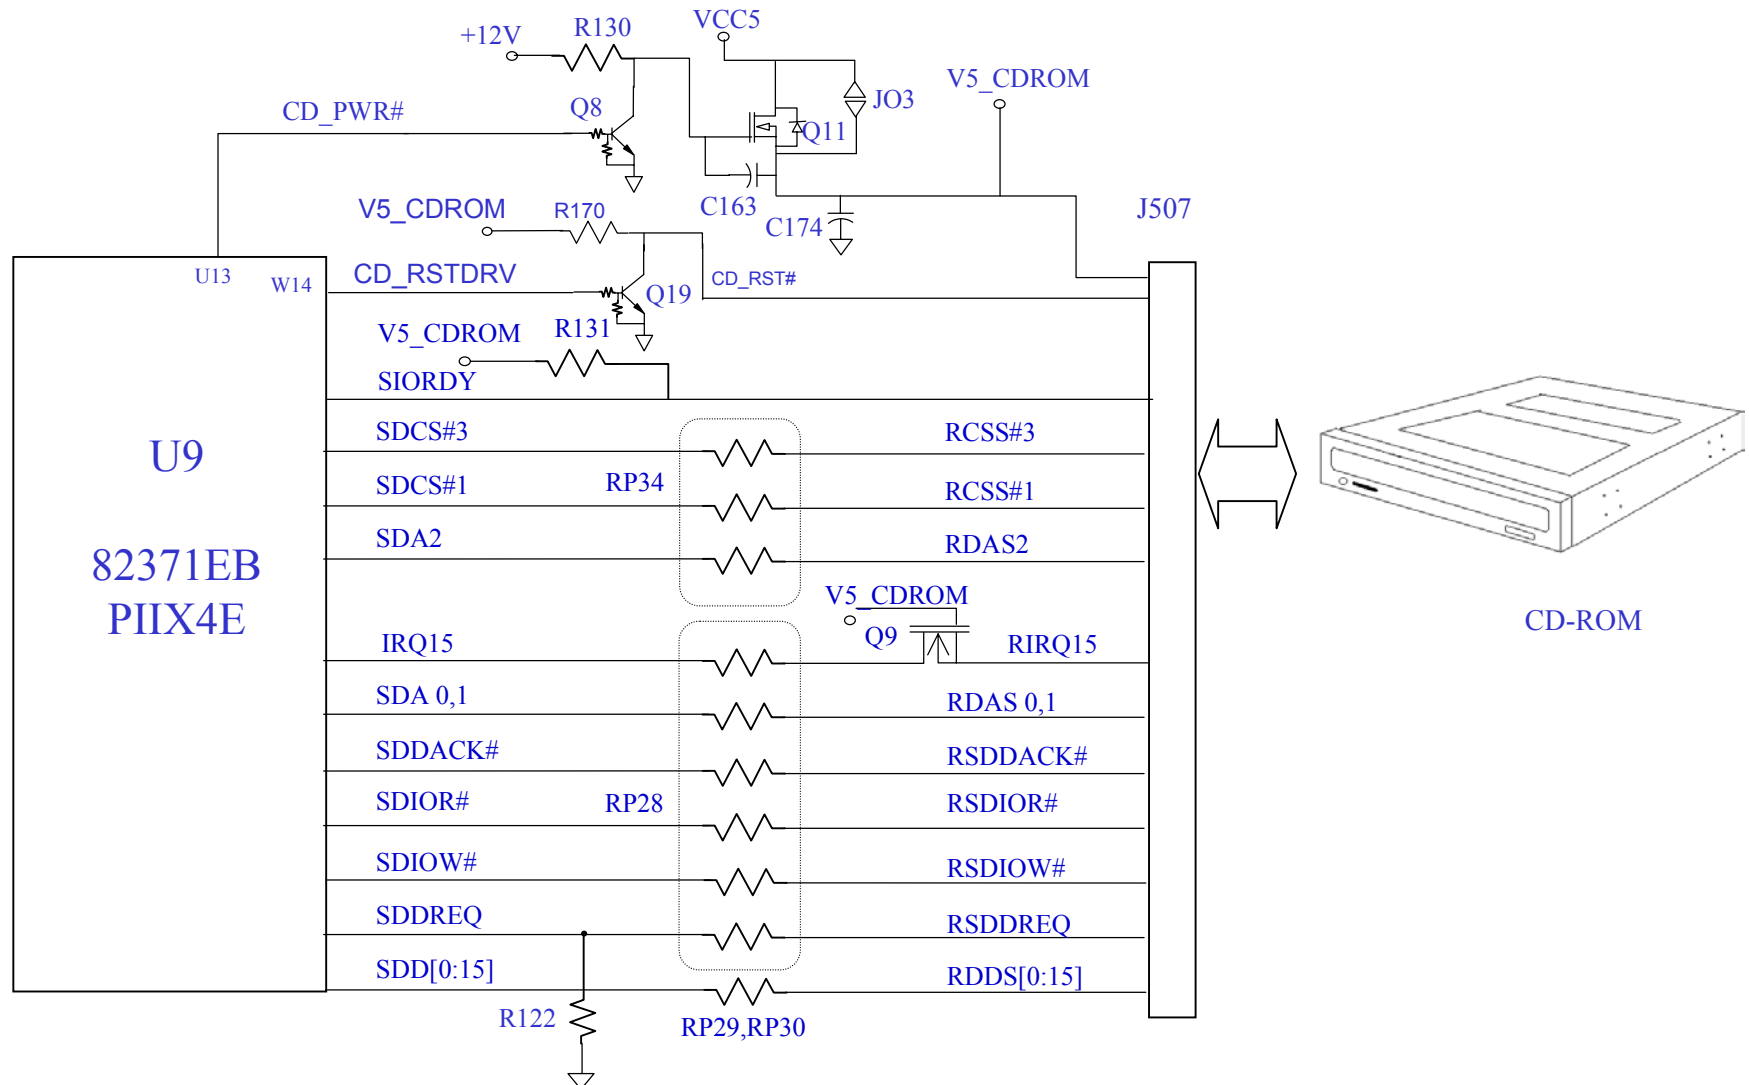 +12V
R130
VCC5
V5_CDROM
CD_PWR#
Q8
Q11
JO3
C163
C174
J507
V5_CDROM
R170
U13
W14
CD_RSTDRV
Q19
CD_RST#
V5_CDROM
R131
SIORDY
SDCS#3
RCSS#3
U9
SDCS#1
RP34
RCSS#1
SDA2
RDAS2
82371EB
PIIX4E
V5_CDROM
Q9
CD-ROM
IRQ15
RIRQ15
SDA 0,1
RDAS 0,1
SDDACK#
RSDDACK#
SDIOR#
RP28
RSDIOR#
SDIOW#
RSDIOW#
SDDREQ
RSDDREQ
SDD[0:15]
RDDS[0:15]
R122
RP29,RP30